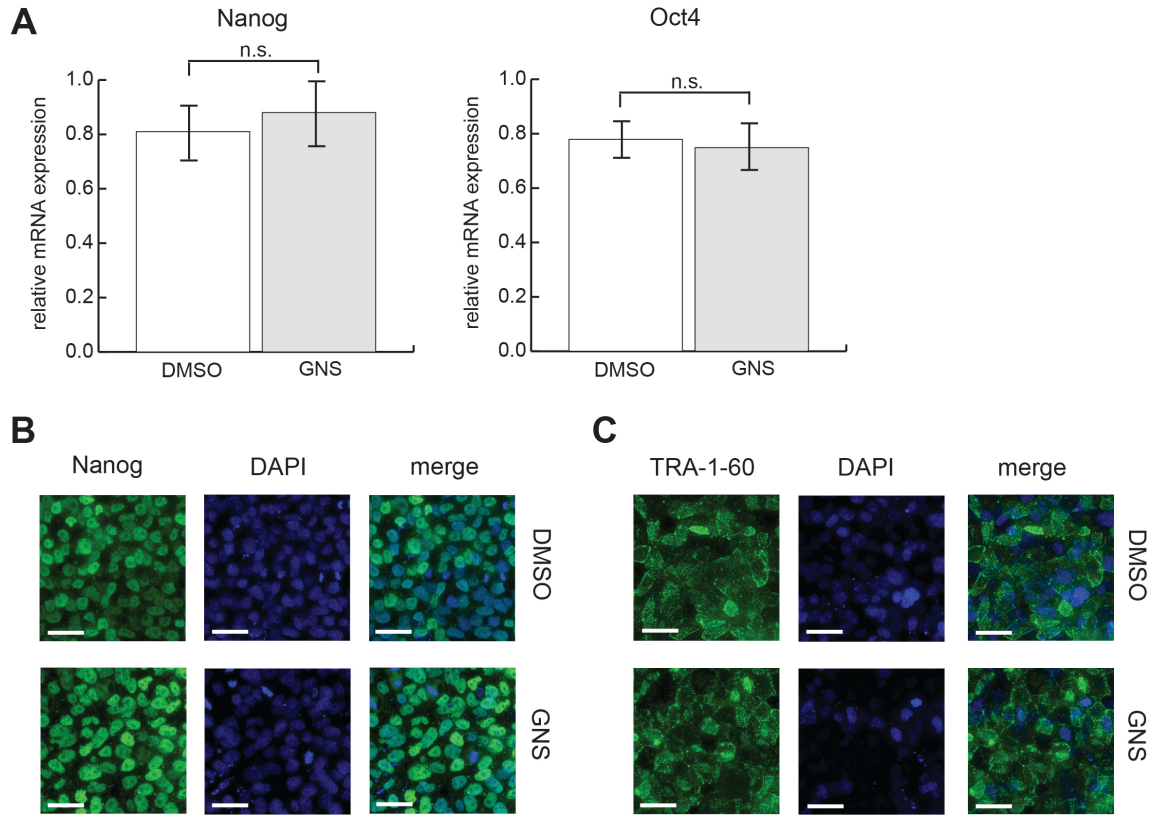 A
Nanog
n.s.
relative mRNA expression
1.0
0.8
0.6
0.4
0.2
0.0
DMSO
GNS
Oct4
n.s.
relative mRNA expression
1.0
0.8
0.6
0.4
0.2
0.0
DMSO
GNS
B
Nanog
DAPI
merge
DMSO
GNS
C
TRA-1-60
DAPI
merge
DMSO
GNS